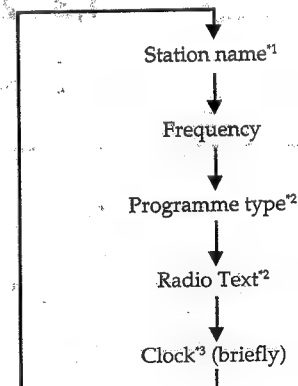 Station name*1
Frequency
Programme type*2
Radio Text*2
Clock*3 (briefly)